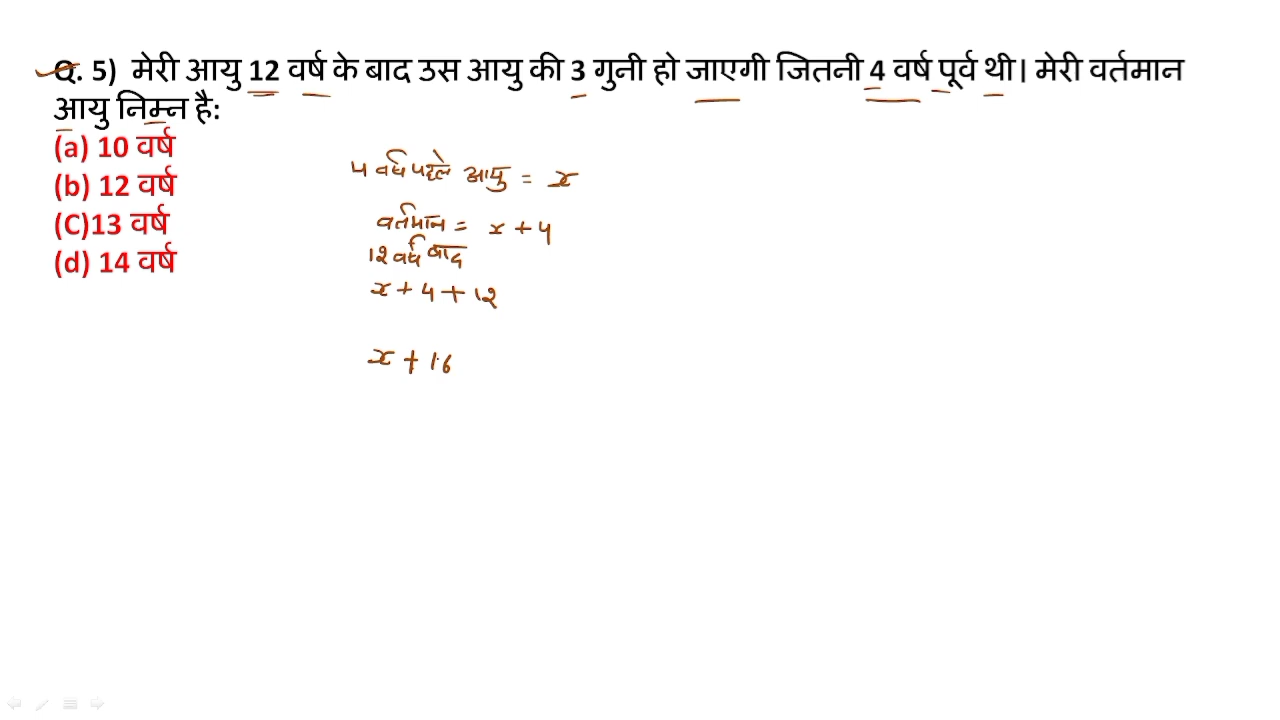 Q. 5) मेरी आयु 12 वर्ष के बाद उस आयु की 3 गुनी हो जाएगी जितनी 4 वर्ष पूर्व थी। मेरी वर्तमान
आयु निम्न है:
(a) 10 वर्ष
(b) 12 वर्ष
(C)13 वर्ष
(d) 14 वर्ष
4 वर्ष पहले आयु = x
वर्तमान = x + 4
12 वर्ष बाद
x + 4 + 12
x + 16